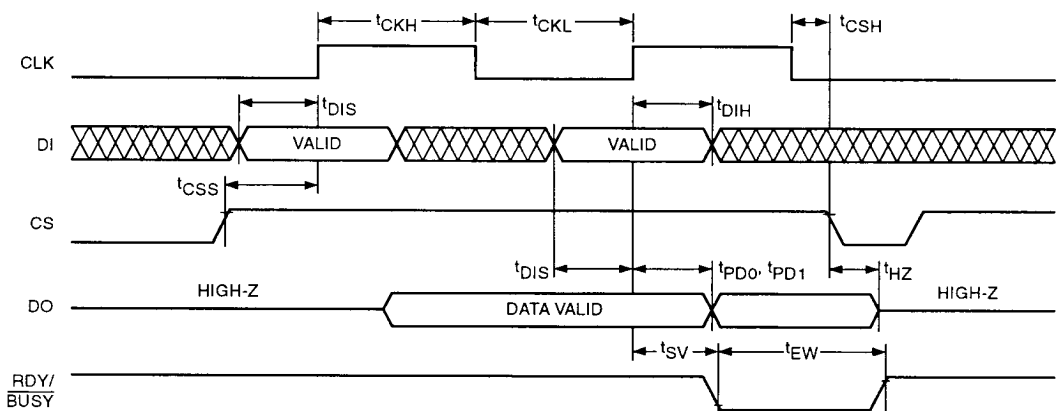 tCKH
tCKL
tCSH
CLK
tDIS
tDIH
DI
VALID
VALID
tCSS
CS
tDIS
tPD0, tPD1
tHZ
HIGH-Z
HIGH-Z
DO
DATA VALID
tSV
tEW
RDY/
BUSY